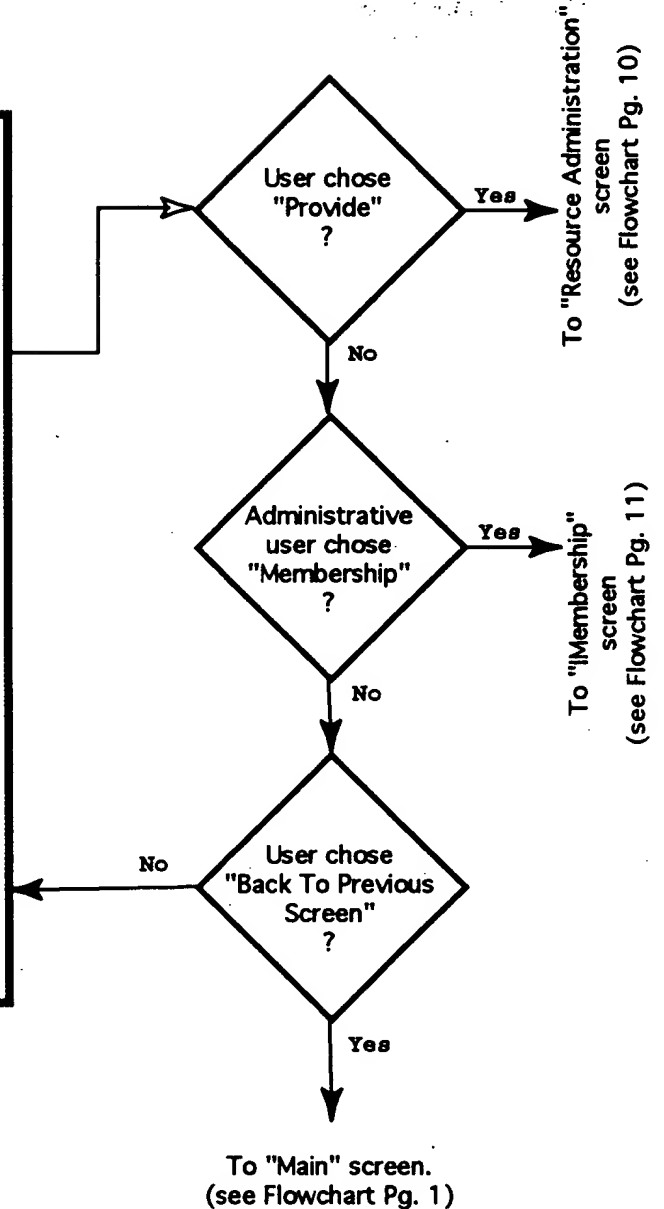 User chose
"Provide"
?
Yes
To "Resource Administration"
screen
(see Flowchart Pg. 10)
No
Administrative
user chose
"Membership"
?
Yes
To "IMembership"
screen
(see Flowchart Pg. 11)
No
User chose
"Back To Previous
Screen"
?
No
Yes
To "Main" screen.
(see Flowchart Pg. 1)